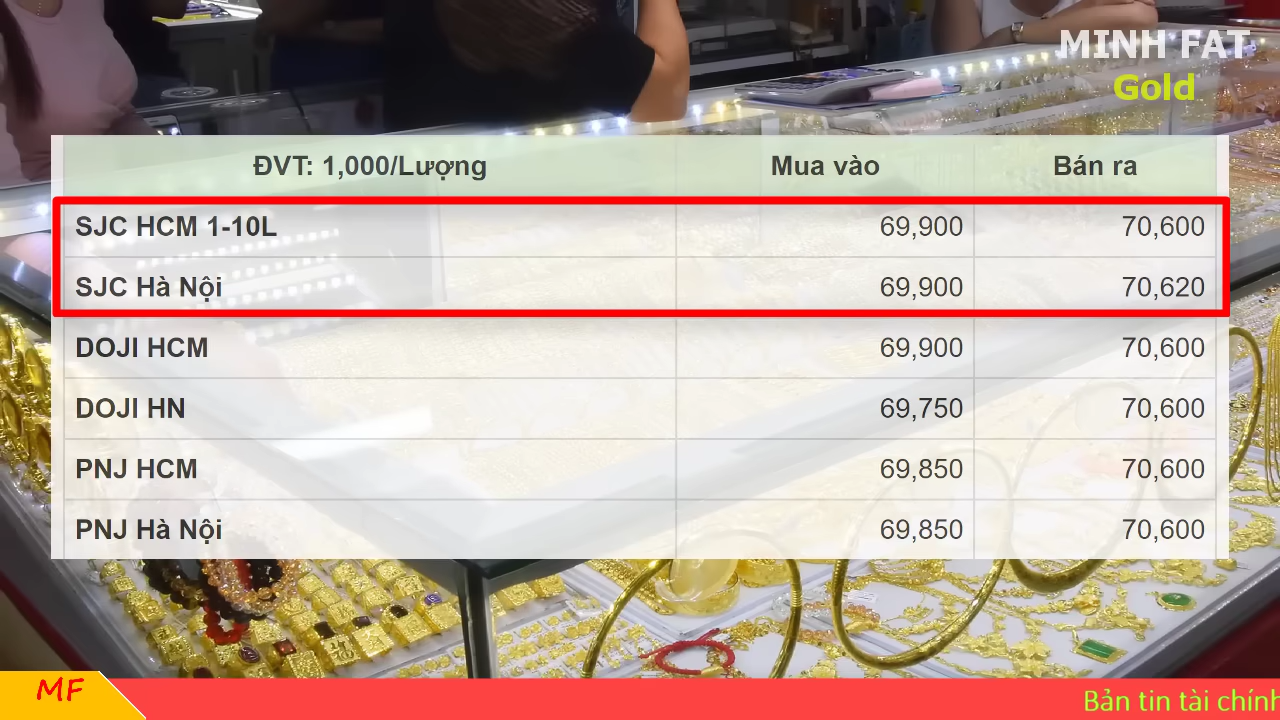 MINH FAT
Gold
ĐVT: 1,000/Lượng Mua vào Bán ra
SJC HCM 1-10L 69,900 70,600
SJC Hà Nội 69,900 70,620
DOJI HCM 69,900 70,600
DOJI HN 69,750 70,600
PNJ HCM 69,850 70,600
PNJ Hà Nội 69,850 70,600
MF
Bản tin tài chính